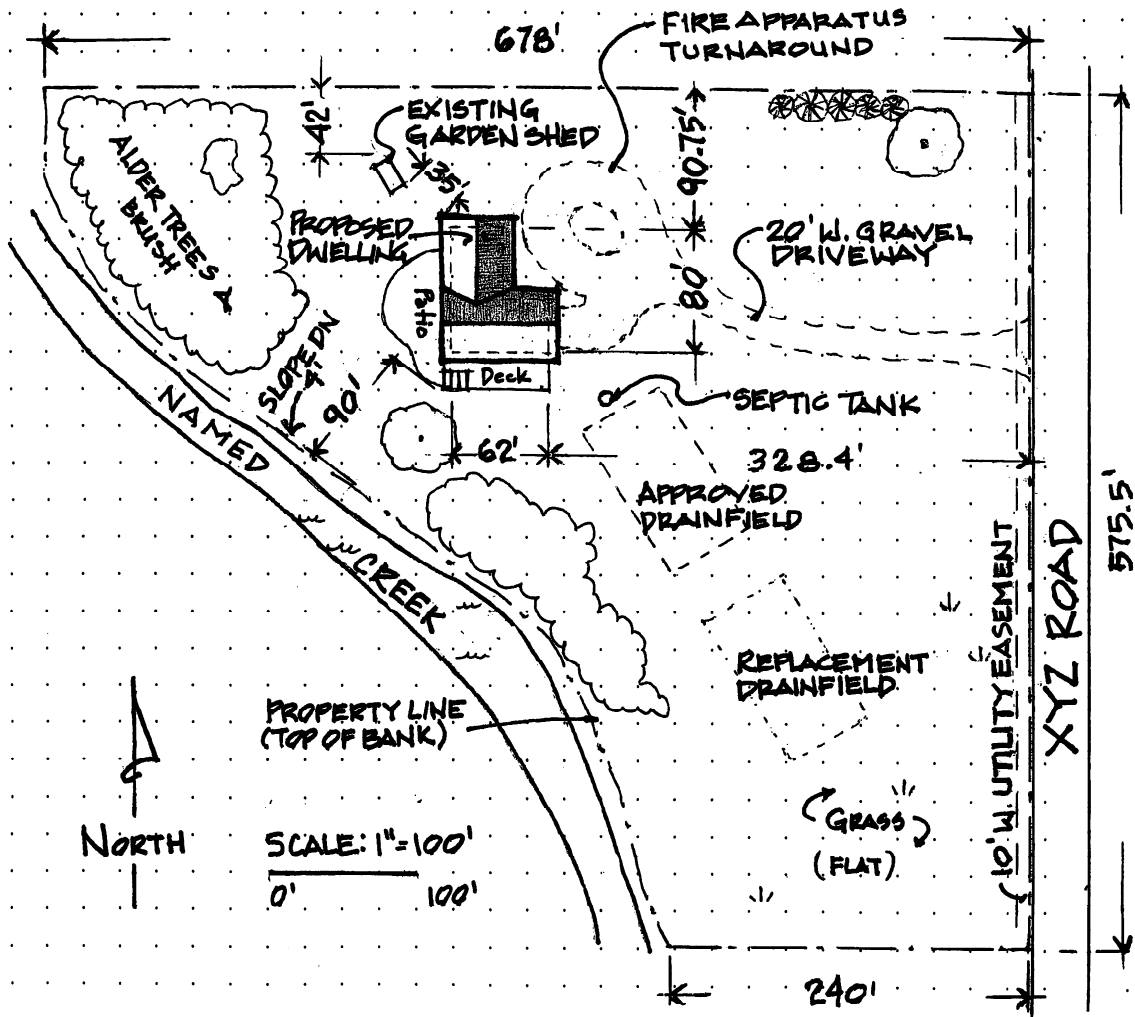 678'
FIRE APPARATUS
TURNAROUND
42'
EXISTING
GARDEN SHED
35'
90.75'
ALDER TREES &
BRUSH
PROPOSED
DWELLING
20' W. GRAVEL
DRIVEWAY
80'
Patio
SLOPE DN
4'
90'
Deck
SEPTIC TANK
NAMED
CREEK
62'
328.4'
APPROVED
DRAINFIELD
575.5'
XYZ ROAD
10' W. UTILITY EASEMENT
REPLACEMENT
DRAINFIELD
PROPERTY LINE
(TOP OF BANK)
NORTH
SCALE: 1"=100'
0' 100'
GRASS
(FLAT)
240'